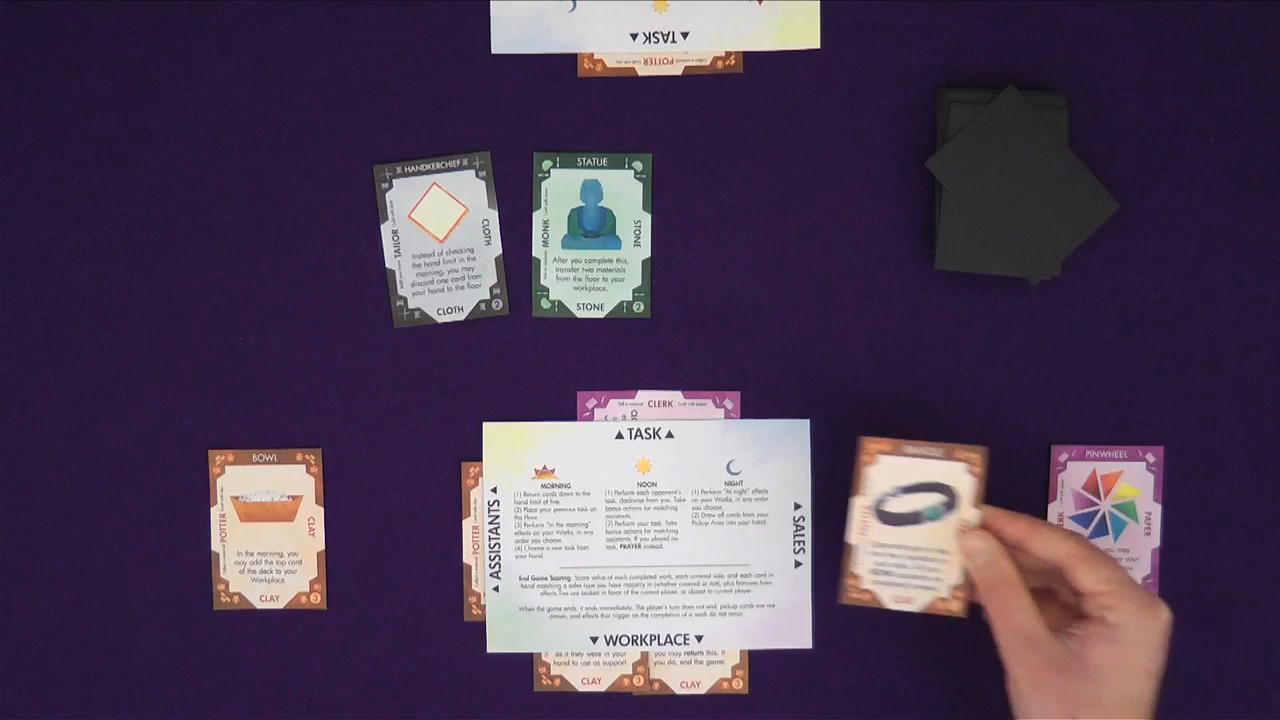 ▲ TASK ▲
POTTER
HANDKERCHIEF
TAILOR
CLOTH
Instead of checking
the hand limit in the
morning, you may
discard one card from
your hand to the floor
CLOTH
2
STATUE
MONK
STONE
After you complete this,
transfer two materials
from the floor to your
workplace.
STONE
2
Sell a material CLERK Craft with paper
BOWL
POTTER
CLAY
In the morning, you
may add the top card
of the deck to your
Workplace.
CLAY
3
POTTER
▲ TASK ▲
▲ ASSISTANTS ▲
▲ SALES ▲
MORNING
(1) Return cards down to the
hand limit of five.
(2) Place your previous task on
the floor.
(3) Perform "In the morning"
effects on your Works, in any
order you choose.
(4) Choose a new task from
your hand.
NOON
(1) Perform each opponent's
task, clockwise from you. Take
bonus actions for matching
assistants.
(2) Perform your task. Take
bonus actions for matching
assistants. If you played no
task, PRAYER instead.
NIGHT
(1) Perform "At night" effects
on your Works, in any order
you choose.
(2) Draw all cards from your
Pickup Area into your hand.
End Game Scoring: Score value of each completed work, each covered sale, and each card in
hand matching a sales type you have majority in (whether covered or not), plus bonuses from
effects. Ties are broken in favor of the current player, or closest to current player.
When the game ends, it ends immediately. The player's turn does not end, pickup cards are not
drawn, and effects that trigger on the completion of a work do not occur.
▼ WORKPLACE ▼
as if they were in your
hand to use as support.
CLAY
3
you may return this. If
you do, end the game.
CLAY
3
PINWHEEL
PAPER
you may